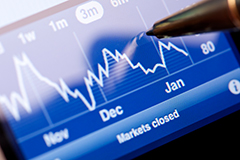 1w 1m 3m
80
Nov Dec Jan
Markets closed